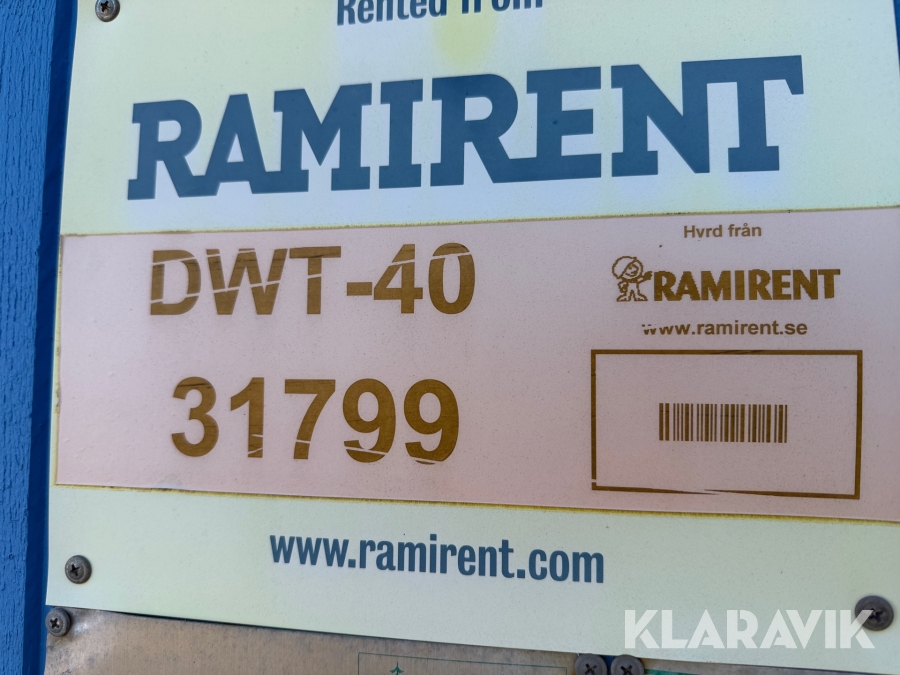 Rented from
RAMIRENT
DWT-40
31799
Hyrd från
RAMIRENT
www.ramirent.se
www.ramirent.com
KLARAVIK